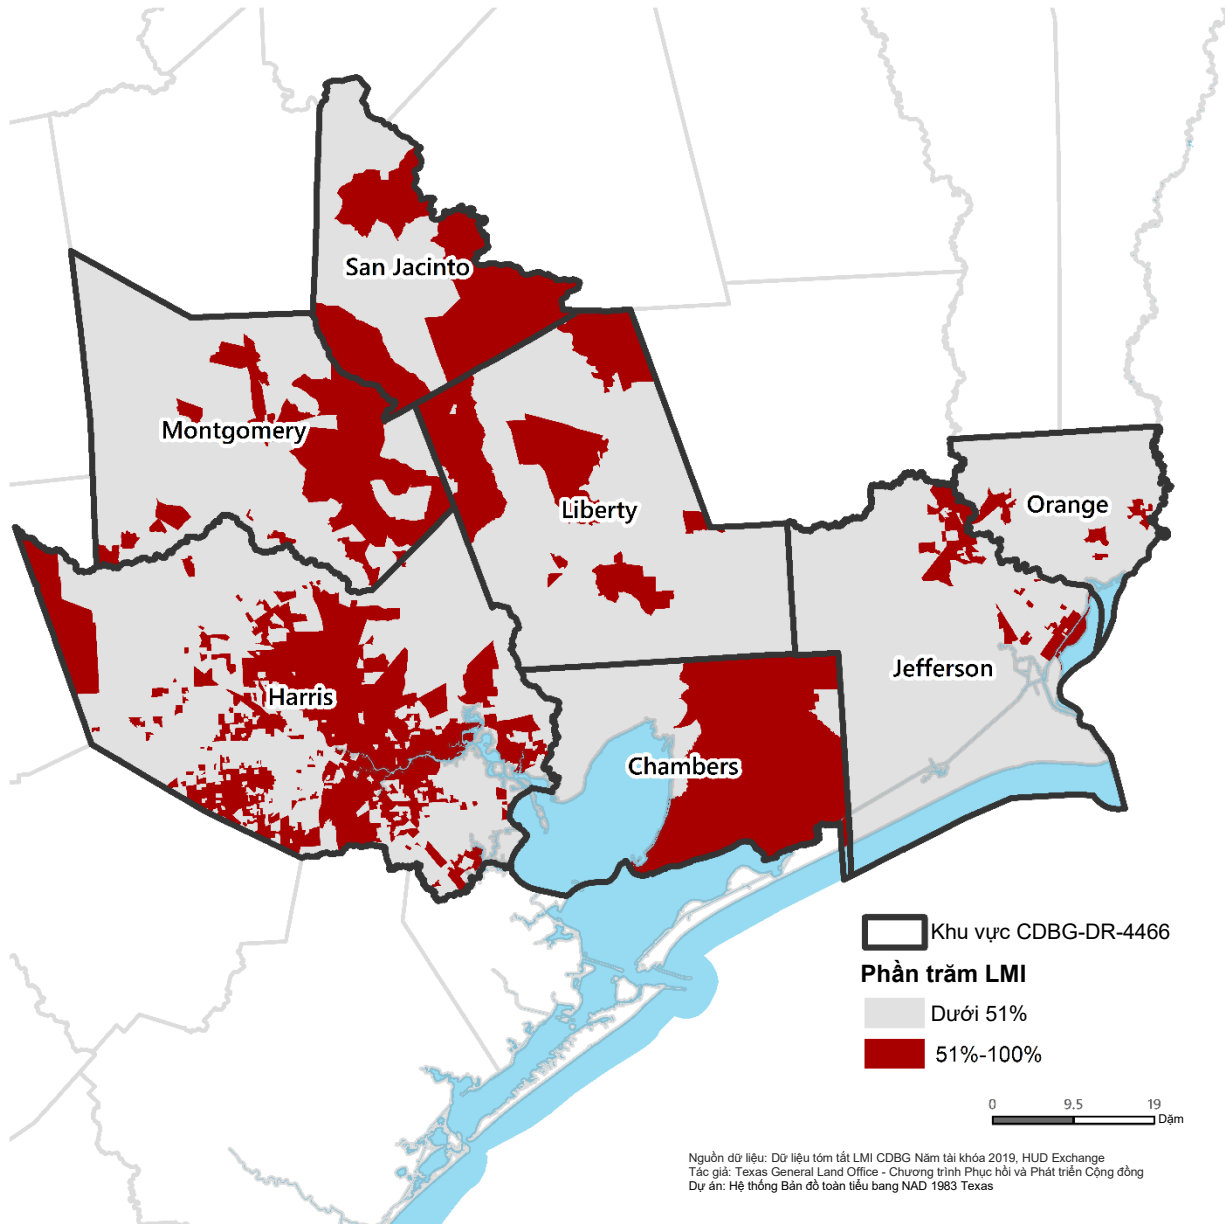 San Jacinto
Montgomery
Liberty
Orange
Harris
Jefferson
Chambers
Khu vực CDBG-DR-4466
Phần trăm LMI
Dưới 51%
51%-100%
0 9.5 19
Dặm
Nguồn dữ liệu: Dữ liệu tóm tắt LMI CDBG Năm tài khóa 2019, HUD Exchange
Tác giả: Texas General Land Office - Chương trình Phục hồi và Phát triển Cộng đồng
Dự án: Hệ thống Bản đồ toàn tiểu bang NAD 1983 Texas